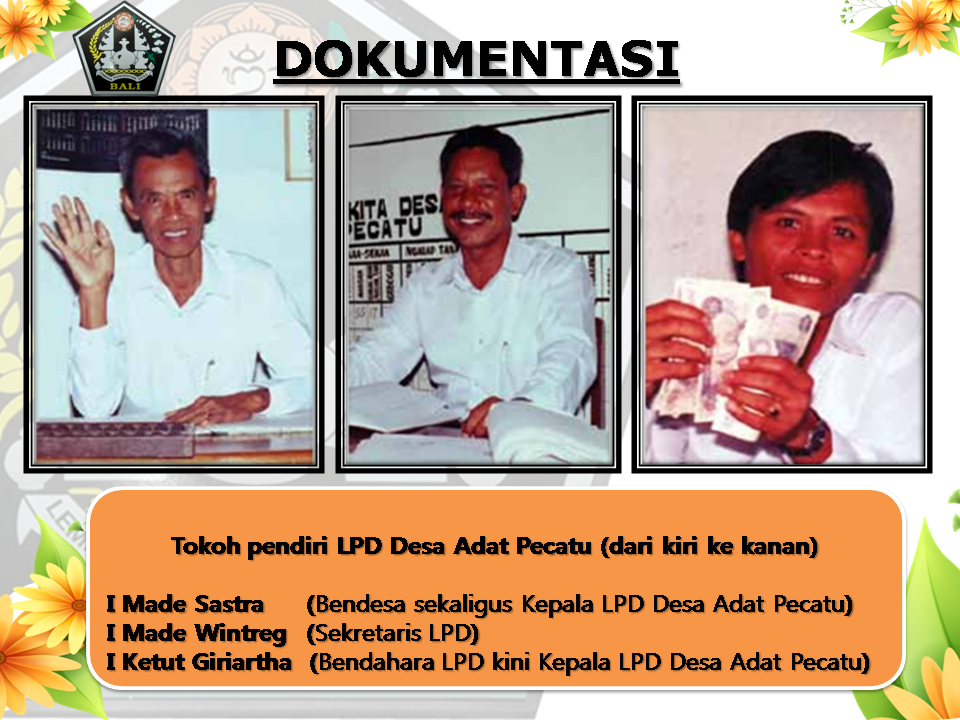 BALI
DOKUMENTASI
KITA DESA
PECATU
Tokoh pendiri LPD Desa Adat Pecatu (dari kiri ke kanan)
I Made Sastra (Bendesa sekaligus Kepala LPD Desa Adat Pecatu)
I Made Wintreg (Sekretaris LPD)
I Ketut Giriartha (Bendahara LPD kini Kepala LPD Desa Adat Pecatu)